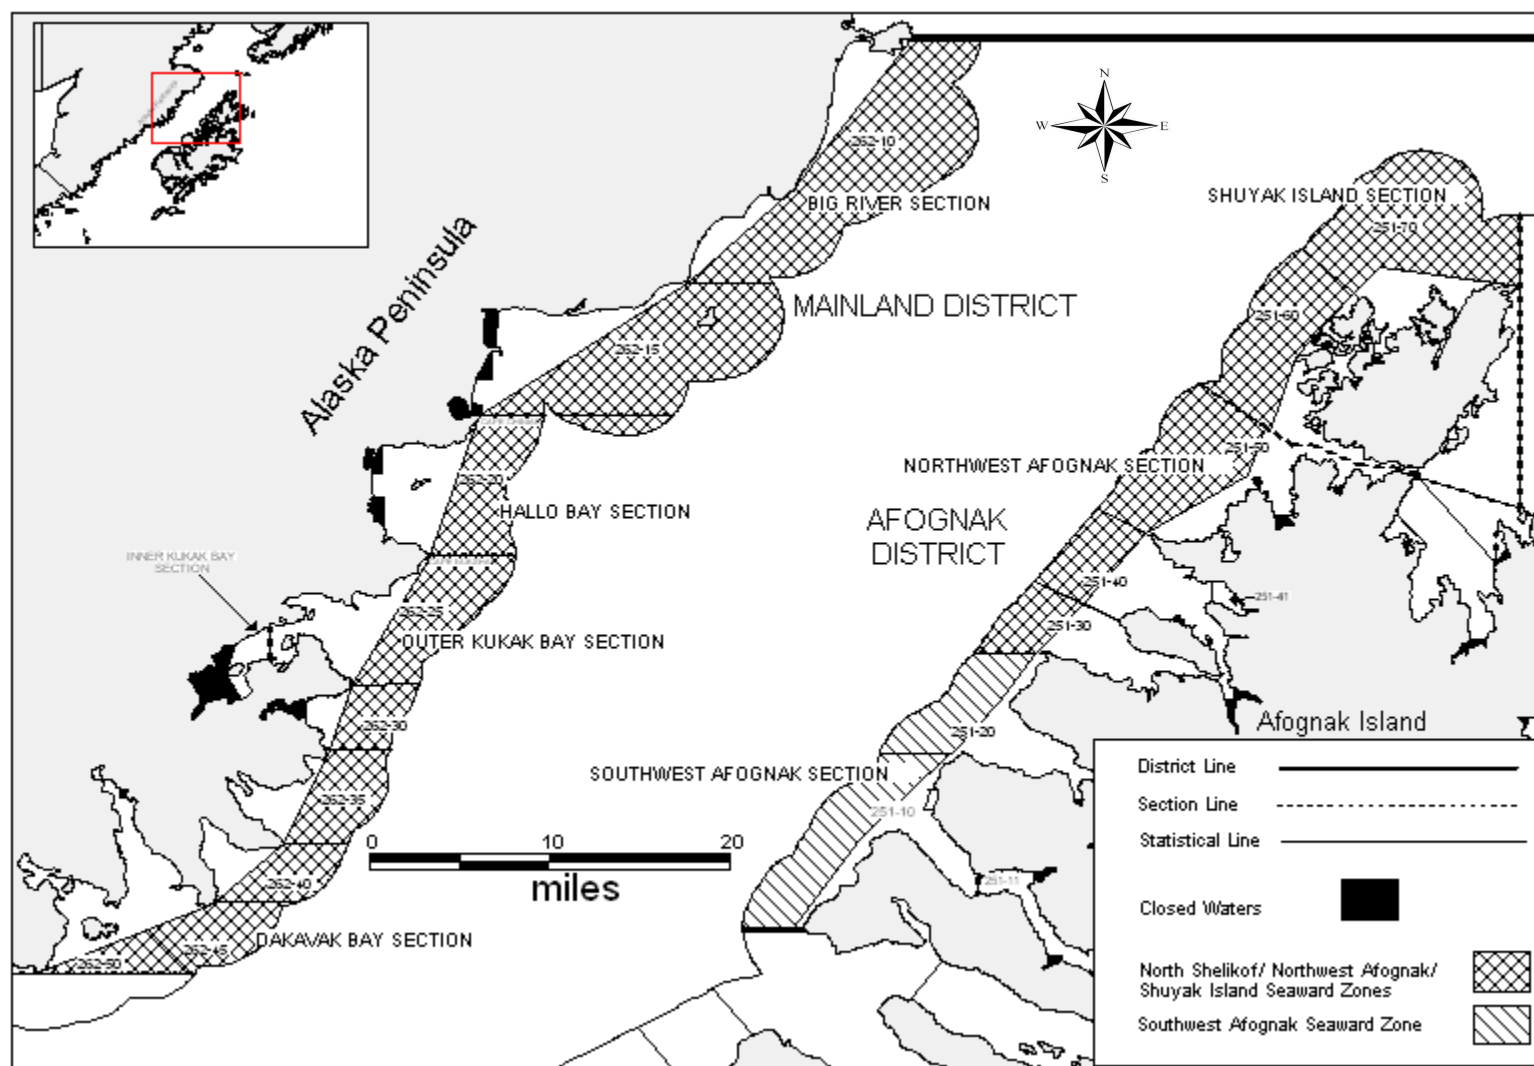 N
W E
S
262-10
BIG RIVER SECTION
SHUYAK ISLAND SECTION
251-70
Alaska Peninsula
MAINLAND DISTRICT
251-60
262-15
251-50
NORTHWEST AFOGNAK SECTION
262-20
HALLO BAY SECTION
AFOGNAK
DISTRICT
INNER KUKAK BAY
SECTION
251-40
251-41
262-25
251-30
OUTER KUKAK BAY SECTION
262-30
251-20
Afognak Island
SOUTHWEST AFOGNAK SECTION
262-35
251-10
0 10 20
miles
262-40
251-11
DAKAVAK BAY SECTION
262-45
262-50
District Line
Section Line
Statistical Line
Closed Waters
North Shelikof/ Northwest Afognak/
Shuyak Island Seaward Zones
Southwest Afognak Seaward Zone